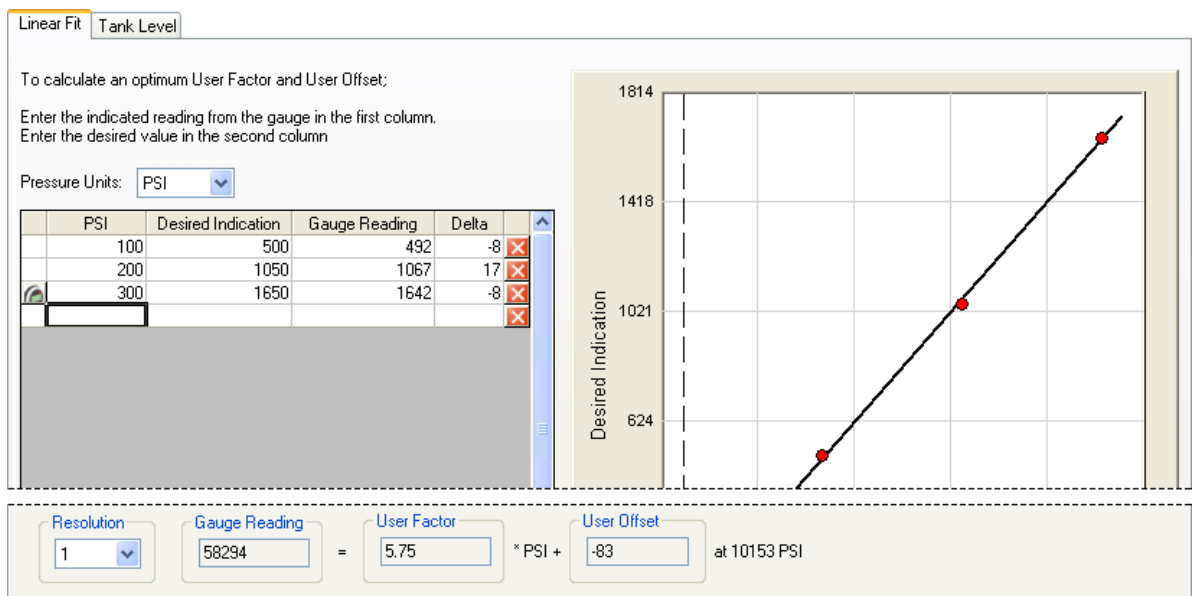 Linear Fit Tank Level
To calculate an optimum User Factor and User Offset;
Enter the indicated reading from the gauge in the first column.
Enter the desired value in the second column
Pressure Units: PSI
PSI Desired Indication Gauge Reading Delta
100 500 492 -8
200 1050 1067 17
300 1650 1642 -8
Desired Indication
1814
1418
1021
624
Resolution Gauge Reading User Factor User Offset
1 58294 = 5.75 * PSI + -83 at 10153 PSI